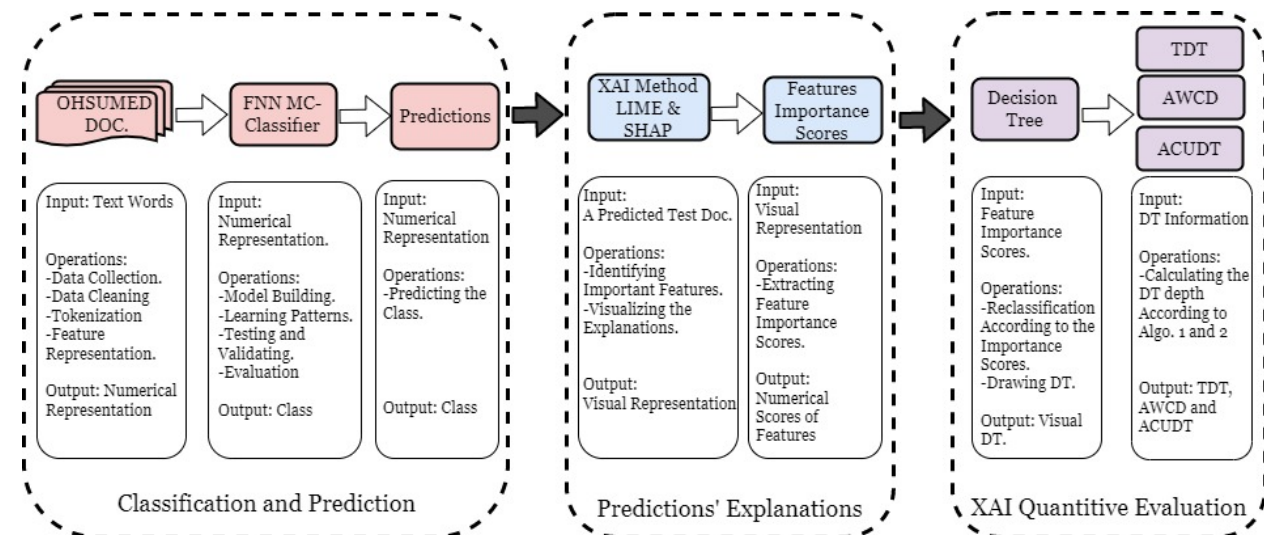 OHSUMED
DOC.
FNN MC-
Classifier
Predictions
Input: Text Words
Operations:
-Data Collection.
-Data Cleaning
-Tokenization
-Feature
Representation.
Output: Numerical
Representation
Input:
Numerical
Representation.
Operations:
-Model Building.
-Learning Patterns.
-Testing and
Validating.
-Evaluation
Output: Class
Input:
Numerical
Representation
Operations:
-Predicting the
Class.
Output: Class
Classification and Prediction
XAI Method
LIME &
SHAP
Features
Importance
Scores
Input:
A Predicted Test Doc.
Operations:
-Identifying
Important Features.
-Visualizing the
Explanations.
Output:
Visual Representation
Input:
Visual
Representation
Operations:
-Extracting
Feature
Importance
Scores.
Output:
Numerical
Scores of
Features
Predictions' Explanations
Decision
Tree
TDT
AWCD
ACUDT
Input:
Feature
Importance
Scores.
Operations:
-Reclassification
According to the
Importance
Scores.
-Drawing DT.
Output: Visual
DT.
Input:
DT Information
Operations:
-Calculating the
DT depth
According to
Algo. 1 and 2
Output: TDT,
AWCD and
ACUDT
XAI Quantitive Evaluation